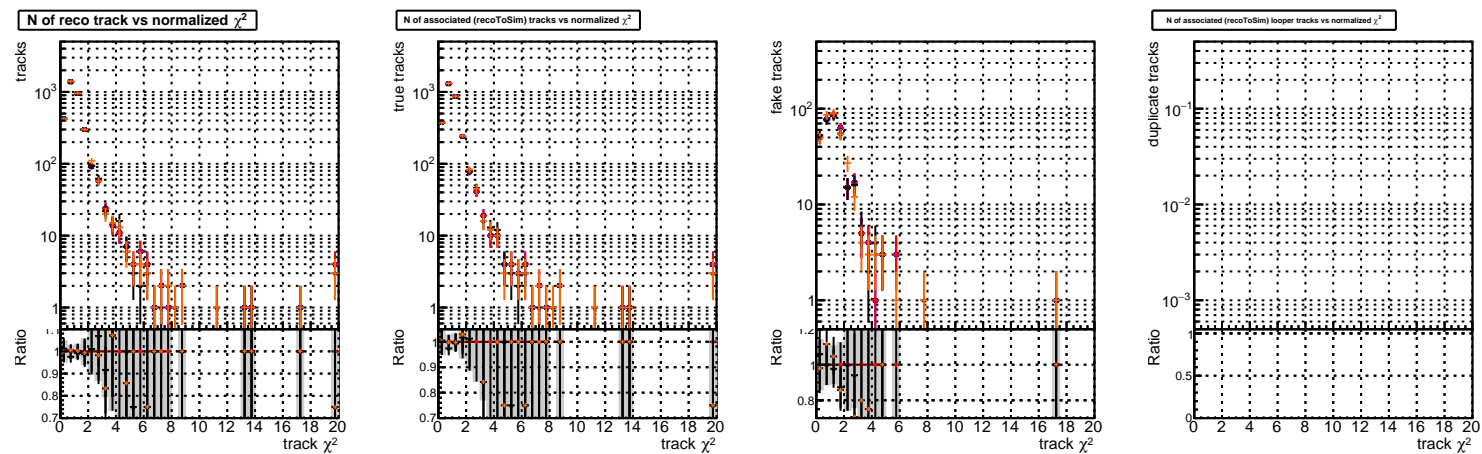 N of reco track vs normalized χ²
tracks
10³
10²
10
1
Ratio
1
0.9
0.8
0.7
0 2 4 6 8 10 12 14 16 18 20
track χ²
N of associated (recoToSim) tracks vs normalized χ²
true tracks
10³
10²
10
1
Ratio
0.9
0.8
0.7
0 2 4 6 8 10 12 14 16 18 20
track χ²
fake tracks
10²
10
1
Ratio
1.2
0.8
0 2 4 6 8 10 12 14 16 18 20
track χ²
N of associated (recoToSim) looper tracks vs normalized χ²
duplicate tracks
10⁻¹
10⁻²
10⁻³
Ratio
1
0.5
0
0 2 4 6 8 10 12 14 16 18 20
track χ²